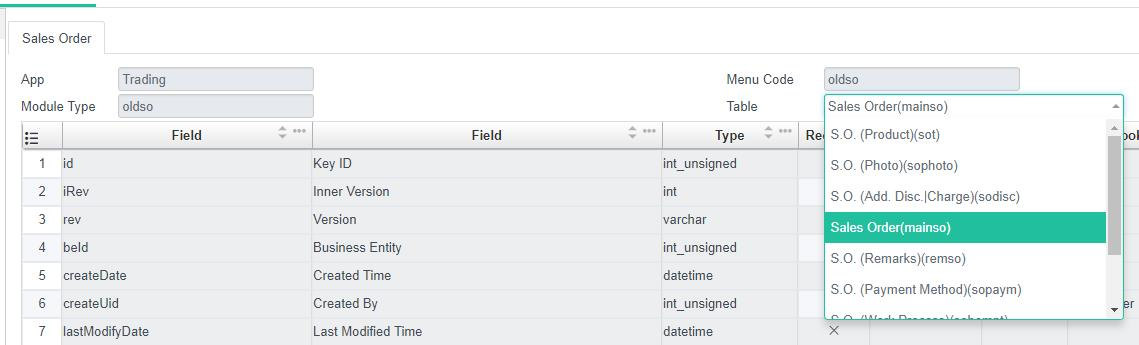 Sales Order
App Trading Menu Code oldso
Module Type oldso Table Sales Order(mainso)
Field Field Type
S.O. (Product)(sot)
1 id Key ID int_unsigned
S.O. (Photo)(sophoto)
2 iRev Inner Version int
S.O. (Add. Disc.|Charge)(sodisc)
3 rev Version varchar
Sales Order(mainso)
4 beId Business Entity int_unsigned
S.O. (Remarks)(remso)
5 createDate Created Time datetime
S.O. (Payment Method)(sopaym)
6 createUid Created By int_unsigned
7 lastModifyDate Last Modified Time datetime